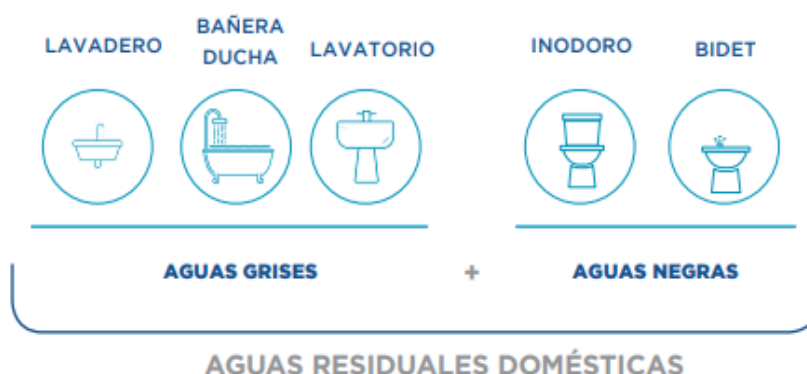 LAVADERO
BAÑERA
DUCHA
LAVATORIO
INODORO
BIDET
AGUAS GRISES + AGUAS NEGRAS
AGUAS RESIDUALES DOMÉSTICAS